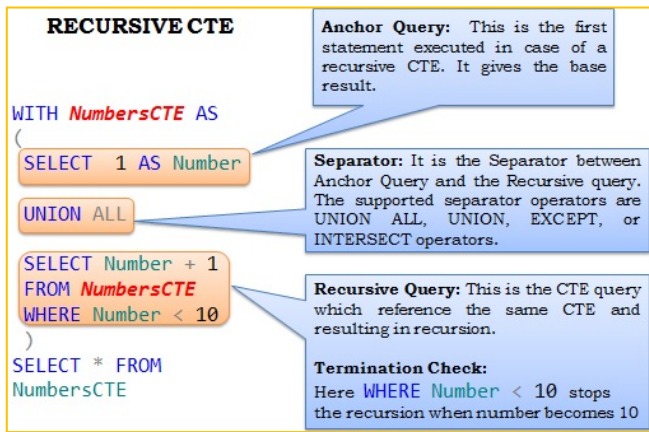 RECURSIVE CTE
WITH NumbersCTE AS
(
SELECT 1 AS Number
UNION ALL
SELECT Number + 1
FROM NumbersCTE
WHERE Number < 10
)
SELECT * FROM
NumbersCTE
Anchor Query: This is the first
statement executed in case of a
recursive CTE. It gives the base
result.
Separator: It is the Separator between
Anchor Query and the Recursive query.
The supported separator operators are
UNION ALL, UNION, EXCEPT, or
INTERSECT operators.
Recursive Query: This is the CTE query
which reference the same CTE and
resulting in recursion.
Termination Check:
Here WHERE Number < 10 stops
the recursion when number becomes 10